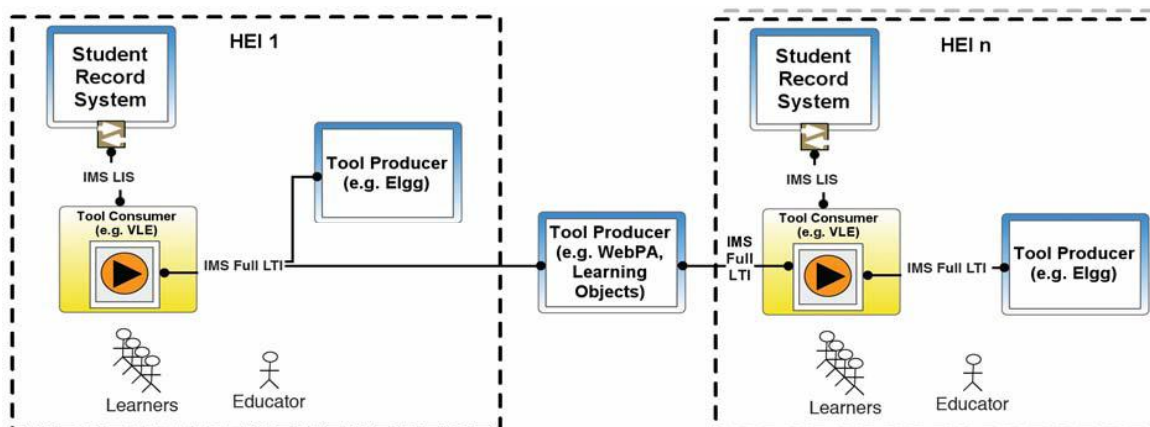 HEI 1
Student
Record
System
IMS LIS
Tool Consumer
(e.g. VLE)
Tool Producer
(e.g. Elgg)
IMS Full LTI
Learners
Educator
Tool Producer
(e.g. WebPA,
Learning
Objects)
HEI n
Student
Record
System
IMS LIS
IMS
Full
LTI
Tool Consumer
(e.g. VLE)
IMS Full LTI
Tool Producer
(e.g. Elgg)
Learners
Educator